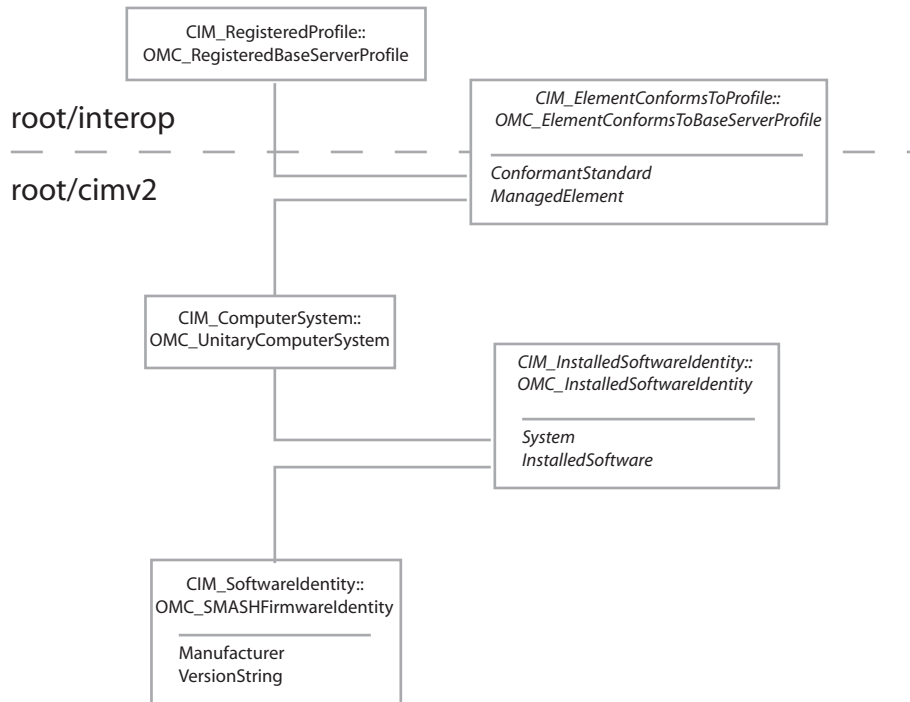 CIM_RegisteredProfile::
OMC_RegisteredBaseServerProfile
CIM_ElementConformsToProfile::
OMC_ElementConformsToBaseServerProfile
root/interop
ConformantStandard
ManagedElement
root/cimv2
CIM_ComputerSystem::
OMC_UnitaryComputerSystem
CIM_InstalledSoftwareIdentity::
OMC_InstalledSoftwareIdentity
System
InstalledSoftware
CIM_SoftwareIdentity::
OMC_SMASHFirmwareIdentity
Manufacturer
VersionString